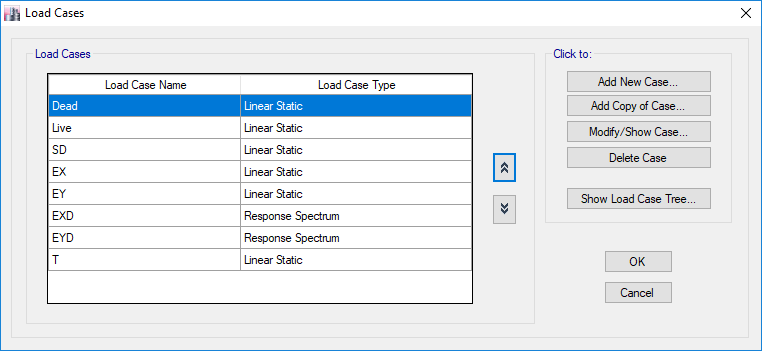 Load Cases
Load Cases
Load Case Name Load Case Type
Dead Linear Static
Live Linear Static
SD Linear Static
EX Linear Static
EY Linear Static
EXD Response Spectrum
EYD Response Spectrum
T Linear Static
Click to:
Add New Case...
Add Copy of Case...
Modify/Show Case...
Delete Case
Show Load Case Tree...
OK
Cancel